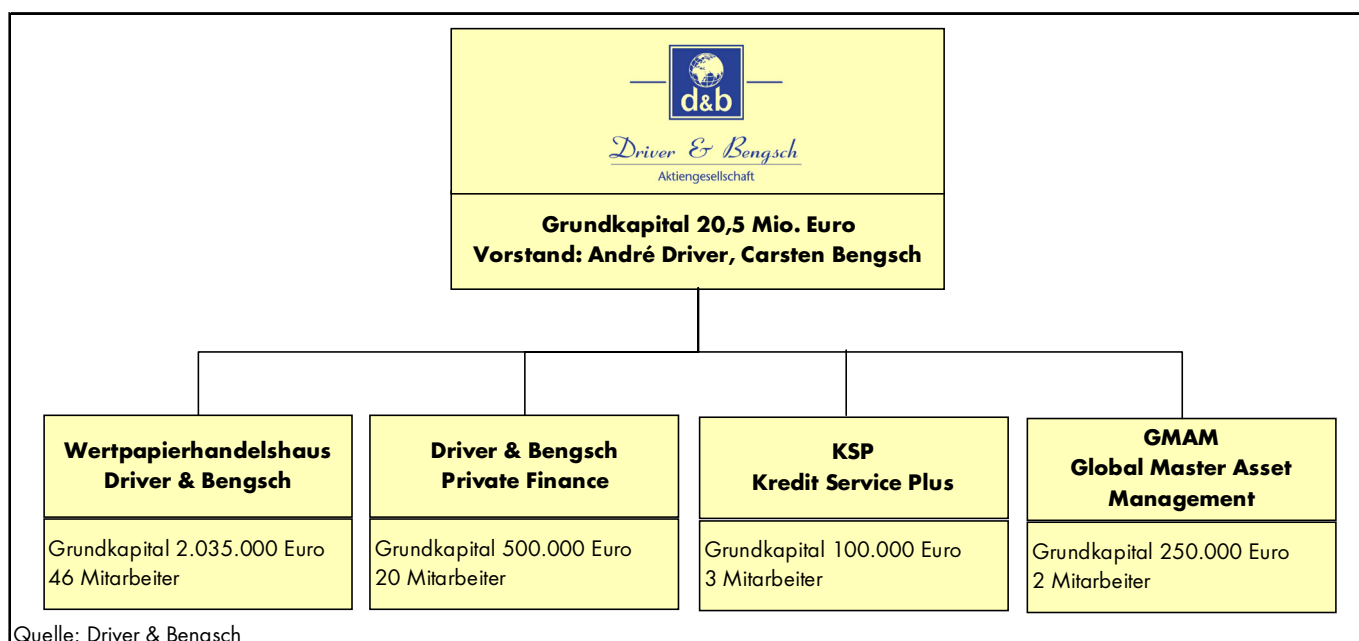 d&b
Driver & Bengsch
Aktiengesellschaft
Grundkapital 20,5 Mio. Euro
Vorstand: André Driver, Carsten Bengsch
Wertpapierhandelshaus
Driver & Bengsch
Grundkapital 2.035.000 Euro
46 Mitarbeiter
Driver & Bengsch
Private Finance
Grundkapital 500.000 Euro
20 Mitarbeiter
KSP
Kredit Service Plus
Grundkapital 100.000 Euro
3 Mitarbeiter
GMAM
Global Master Asset
Management
Grundkapital 250.000 Euro
2 Mitarbeiter
Quelle: Driver & Bengsch